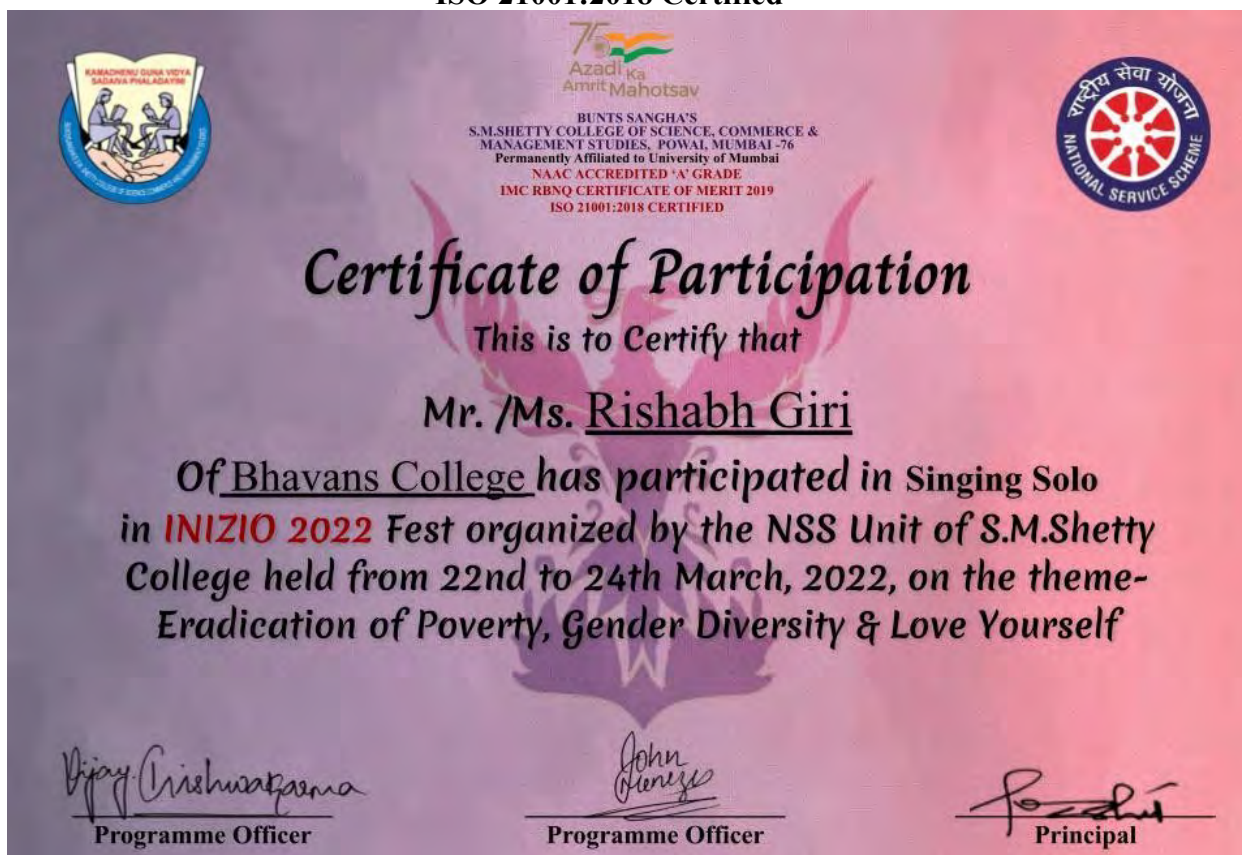 ISO 21001:2018 Certified
75
Azadi Ka
Amrit Mahotsav
KAMADHENU GUNA VIDYA
SADAIVA PHALADAYINI
BUNTS SANGHA'S
S.M.SHETTY COLLEGE OF SCIENCE, COMMERCE &
MANAGEMENT STUDIES, POWAI, MUMBAI -76
Permanently Affiliated to University of Mumbai
NAAC ACCREDITED 'A' GRADE
IMC RBNQ CERTIFICATE OF MERIT 2019
ISO 21001:2018 CERTIFIED
राष्ट्रीय सेवा योजना
NATIONAL SERVICE SCHEME
Certificate of Participation
This is to Certify that
Mr. /Ms. Rishabh Giri
Of Bhavans College has participated in Singing Solo
in INIZIO 2022 Fest organized by the NSS Unit of S.M.Shetty
College held from 22nd to 24th March, 2022, on the theme-
Eradication of Poverty, Gender Diversity & Love Yourself
Vijay Vishwakarma
John Menezes
Programme Officer
Programme Officer
Principal